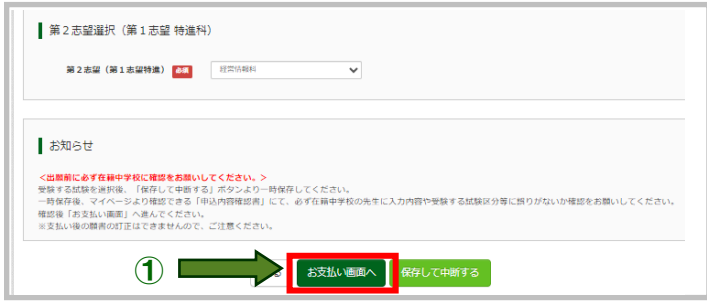 第２志望選択（第１志望 特進科）
第２志望（第１志望特進） 必須 経営情報科
お知らせ
＜出願前に必ず在籍中学校に確認をお願いしてください。＞
受験する試験を選択後、「保存して中断する」ボタンより一時保存してください。
一時保存後、マイページより確認できる「申込内容確認書」にて、必ず在籍中学校の先生に入力内容や受験する試験区分等に誤りがないか確認をお願いしてください。
確認後「お支払い画面」へ進んでください。
※支払い後の願書の訂正はできませんので、ご注意ください。
① お支払い画面へ 保存して中断する